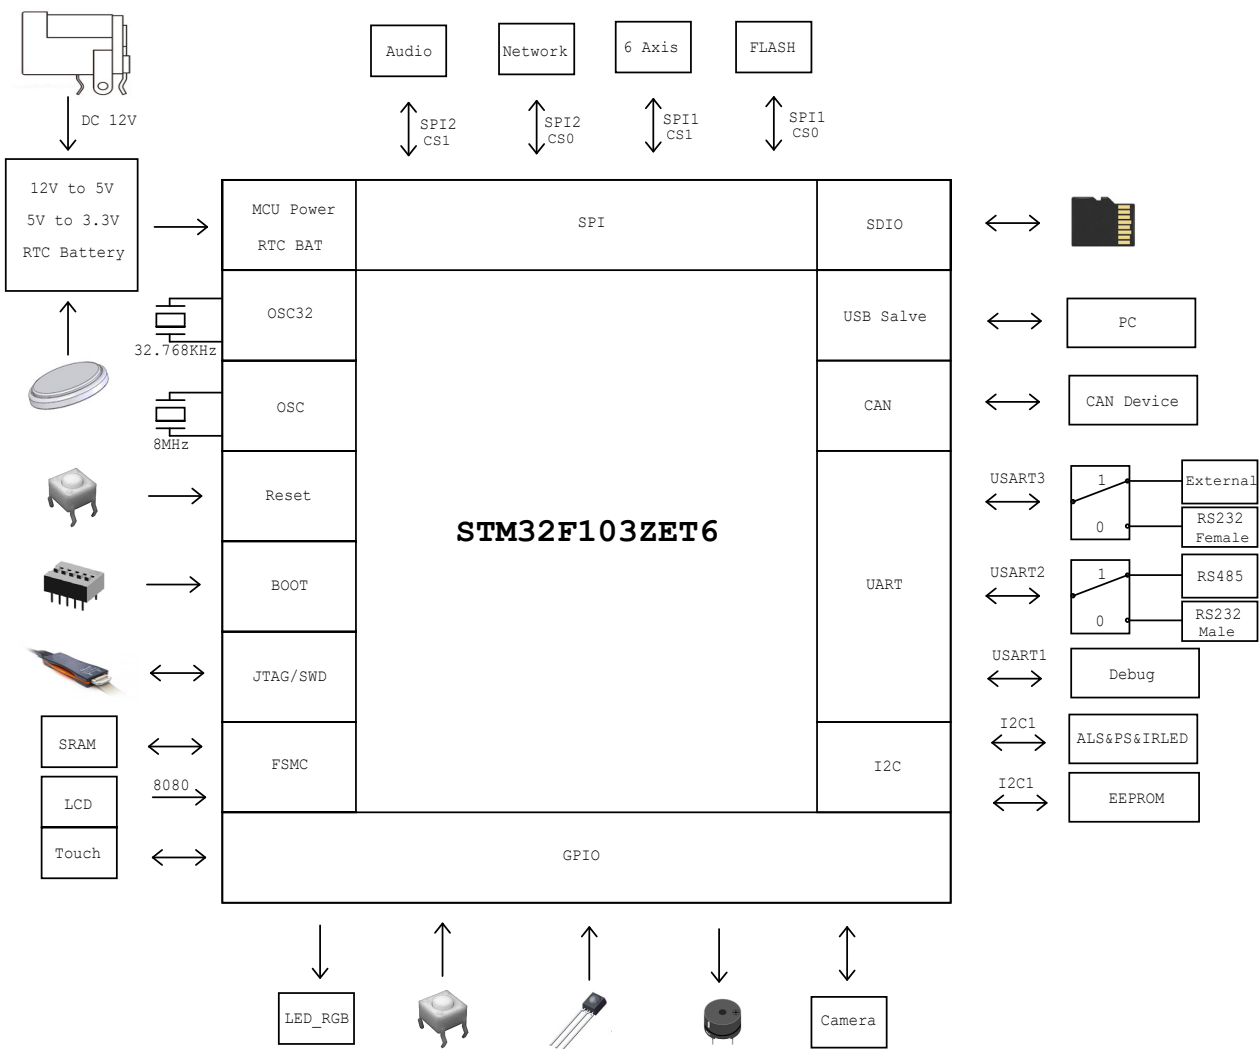 Audio
Network
6 Axis
FLASH
DC 12V
SPI2
CS1
SPI2
CS0
SPI1
CS1
SPI1
CS0
12V to 5V
5V to 3.3V
RTC Battery
MCU Power
RTC BAT
SPI
SDIO
OSC32
32.768KHz
USB Salve
PC
OSC
8MHz
CAN
CAN Device
Reset
STM32F103ZET6
USART3
1
0
External
RS232
Female
BOOT
UART
USART2
1
0
RS485
RS232
Male
JTAG/SWD
USART1
Debug
SRAM
FSMC
I2C
I2C1
ALS&PS&IRLED
LCD
8080
I2C1
EEPROM
Touch
GPIO
LED_RGB
Camera